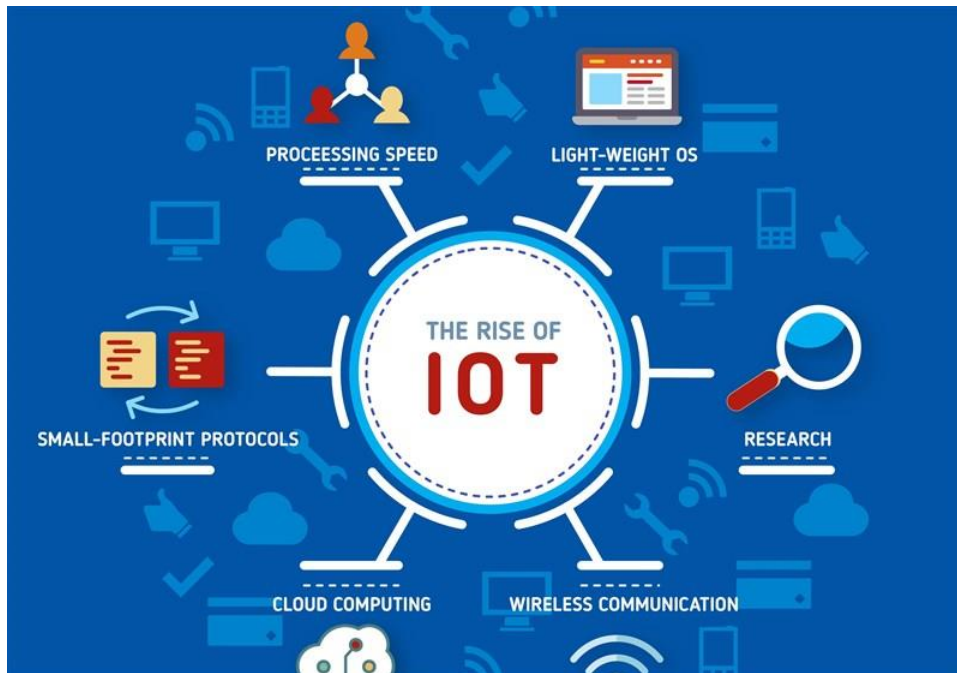 PROCEESSING SPEED
LIGHT-WEIGHT OS
THE RISE OF
IOT
SMALL-FOOTPRINT PROTOCOLS
RESEARCH
CLOUD COMPUTING
WIRELESS COMMUNICATION